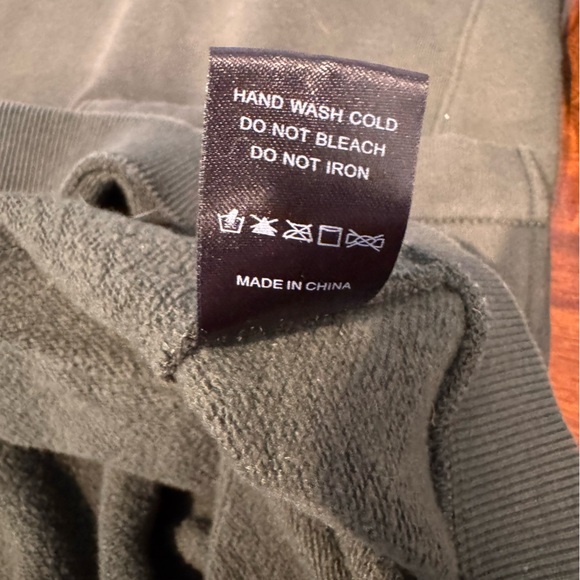 HAND WASH COLD
DO NOT BLEACH
DO NOT IRON
MADE IN CHINA